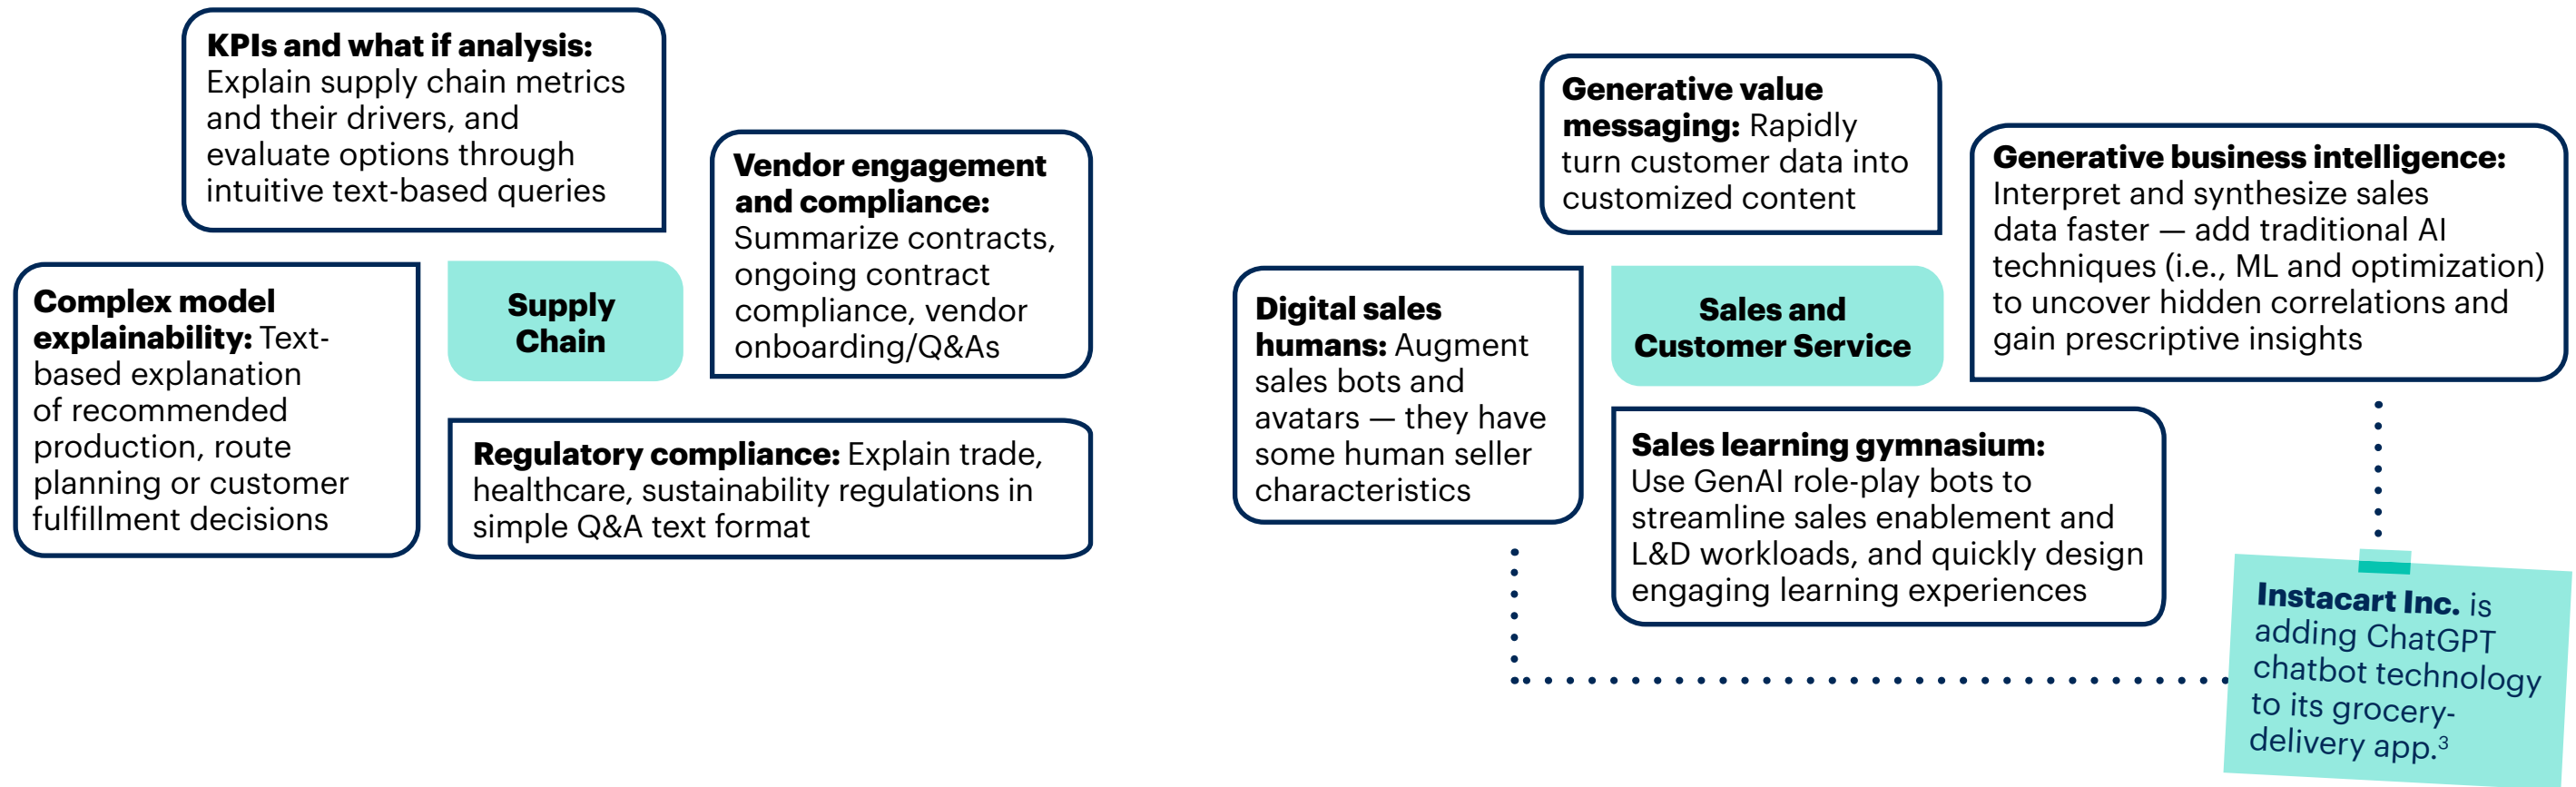 KPIs and what if analysis:
Explain supply chain metrics
and their drivers, and
evaluate options through
intuitive text-based queries
Vendor engagement
and compliance:
Summarize contracts,
ongoing contract
compliance, vendor
onboarding/Q&As
Complex model
explainability: Text-
based explanation
of recommended
production, route
planning or customer
fulfillment decisions
Supply
Chain
Regulatory compliance: Explain trade,
healthcare, sustainability regulations in
simple Q&A text format
Generative value
messaging: Rapidly
turn customer data into
customized content
Generative business intelligence:
Interpret and synthesize sales
data faster — add traditional AI
techniques (i.e., ML and optimization)
to uncover hidden correlations and
gain prescriptive insights
Digital sales
humans: Augment
sales bots and
avatars — they have
some human seller
characteristics
Sales and
Customer Service
Sales learning gymnasium:
Use GenAI role-play bots to
streamline sales enablement and
L&D workloads, and quickly design
engaging learning experiences
Instacart Inc. is
adding ChatGPT
chatbot technology
to its grocery-
delivery app.³